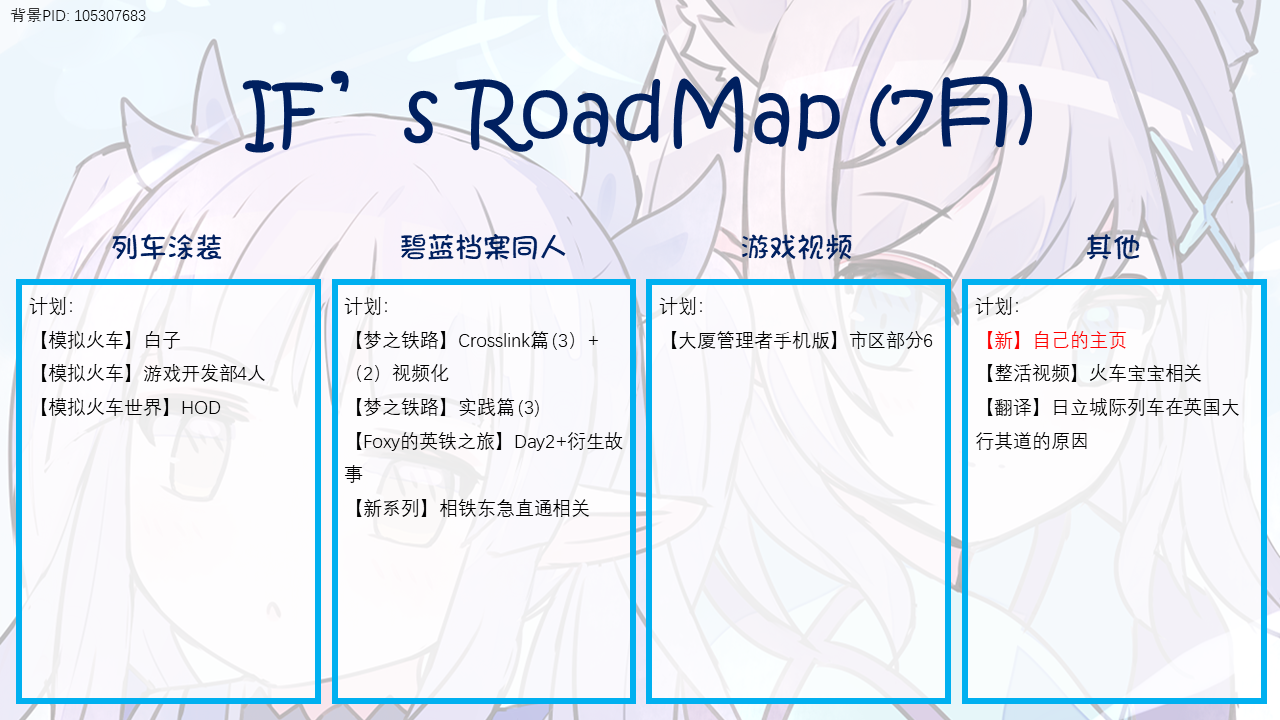 背景PID: 105307683
IF’s RoadMap (7月)
列车涂装
计划：
【模拟火车】白子
【模拟火车】游戏开发部4人
【模拟火车世界】HOD
碧蓝档案同人
计划：
【梦之铁路】Crosslink篇(3）+
（2）视频化
【梦之铁路】实践篇(3)
【Foxy的英铁之旅】Day2+衍生故
事
【新系列】相铁东急直通相关
游戏视频
计划：
【大厦管理者手机版】市区部分6
其他
计划：
【新】自己的主页
【整活视频】火车宝宝相关
【翻译】日立城际列车在英国大
行其道的原因